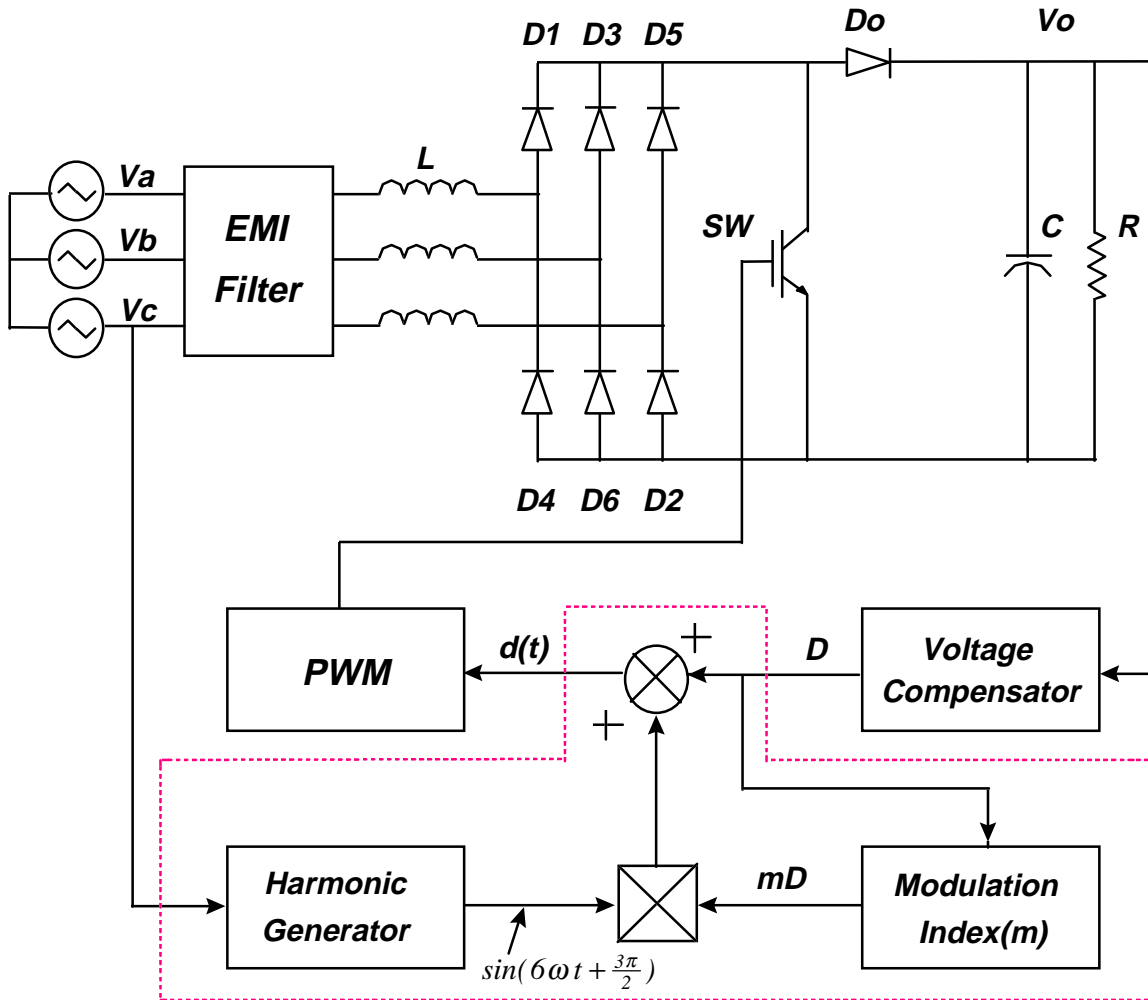 D1 D3 D5 Do Vo
L
Va
Vb
Vc
EMI
Filter
SW
C
R
D4 D6 D2
PWM
d(t)
+
+
D
Voltage
Compensator
Harmonic
Generator
mD
Modulation
Index(m)
sin(6ωt + 3π/2)